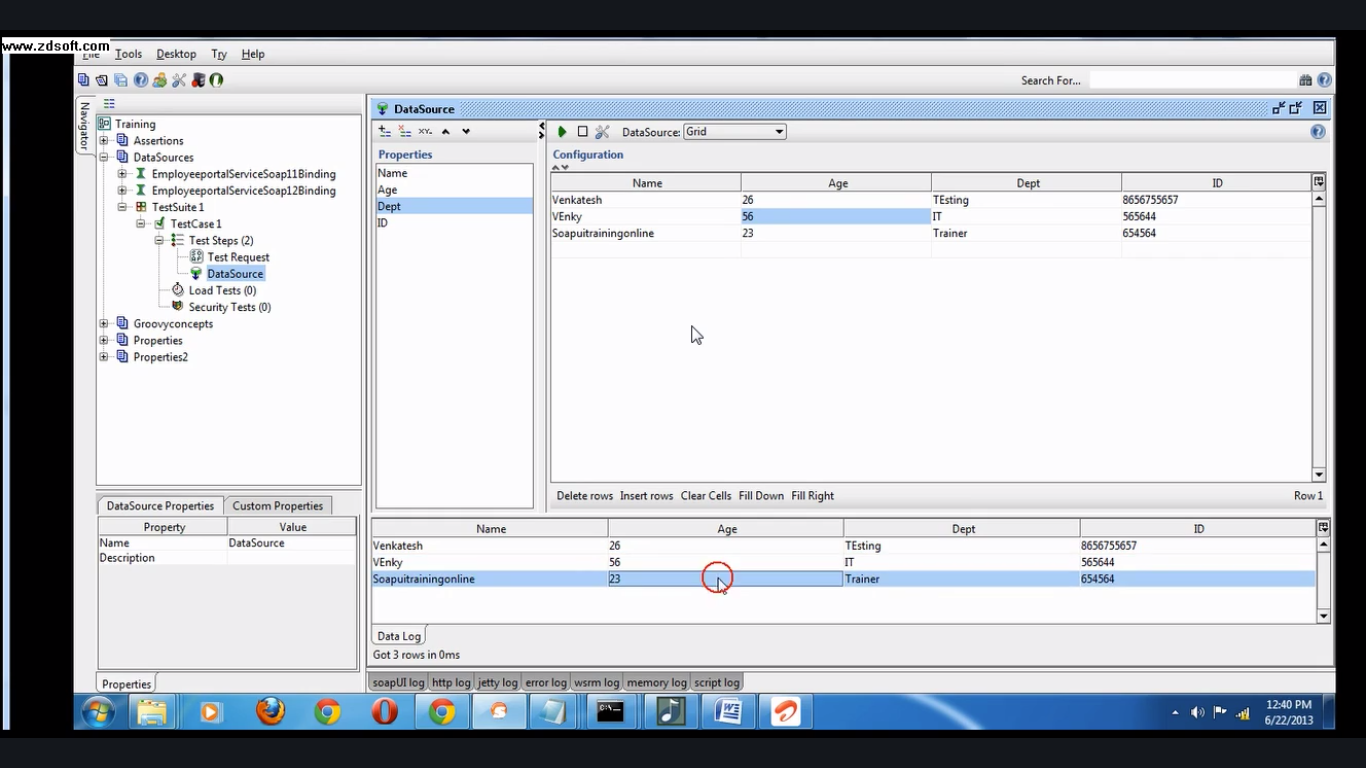 www.zdsoft.com
File Tools Desktop Try Help
Search For...
Navigator
Training
Assertions
DataSources
EmployeeportalServiceSoap11Binding
EmployeeportalServiceSoap12Binding
TestSuite 1
TestCase 1
Test Steps (2)
Test Request
DataSource
Load Tests (0)
Security Tests (0)
Groovyconcepts
Properties
Properties2
DataSource Properties Custom Properties
Property Value
Name DataSource
Description
Properties
DataSource
DataSource: Grid
Properties
Name
Age
Dept
ID
Configuration
Name Age Dept ID
Venkatesh 26 TEsting 8656755657
VEnky 56 IT 565644
Soapuitrainingonline 23 Trainer 654564
Delete rows Insert rows Clear Cells Fill Down Fill Right Row 1
Name Age Dept ID
Venkatesh 26 TEsting 8656755657
VEnky 56 IT 565644
Soapuitrainingonline 23 Trainer 654564
Data Log
Got 3 rows in 0ms
soapUI log http log jetty log error log wsrm log memory log script log
12:40 PM
6/22/2013